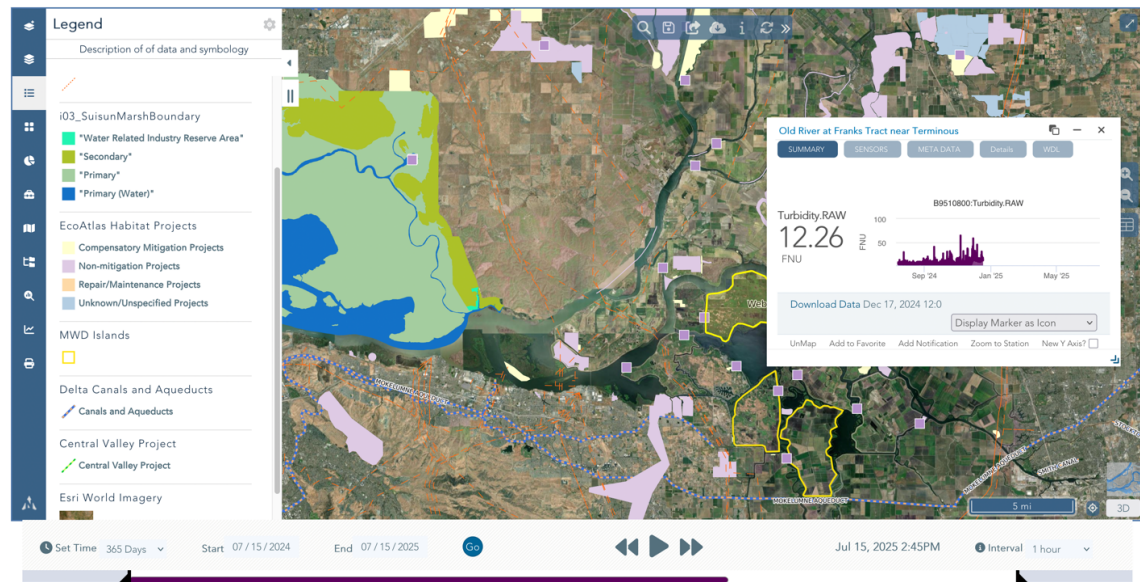 Legend
Description of of data and symbology
i03_SuisunMarshBoundary
"Water Related Industry Reserve Area"
"Secondary"
"Primary"
"Primary (Water)"
EcoAtlas Habitat Projects
Compensatory Mitigation Projects
Non-mitigation Projects
Repair/Maintenance Projects
Unknown/Unspecified Projects
MWD Islands
Delta Canals and Aqueducts
Canals and Aqueducts
Central Valley Project
Central Valley Project
Esri World Imagery
MOKELUMNE AQUEDUCT
Old River at Franks Tract near Terminous
SUMMARY SENSORS META DATA Details WDL
B9510800:Turbidity.RAW
Turbidity.RAW
12.26
FNU
FNU
100
50
Sep '24 Jan '25 May '25
Download Data Dec 17, 2024 12:0
Display Marker as Icon
UnMap Add to Favorite Add Notification Zoom to Station New Y Axis?
Web
MOKELUMNE AQUEDUCT
MOKELUMNE AQUEDUCT
SMITH CANAL
5 mi
3D
Set Time 365 Days Start 07 / 15 / 2024 End 07 / 15 / 2025 Go Jul 15, 2025 2:45PM Interval 1 hour